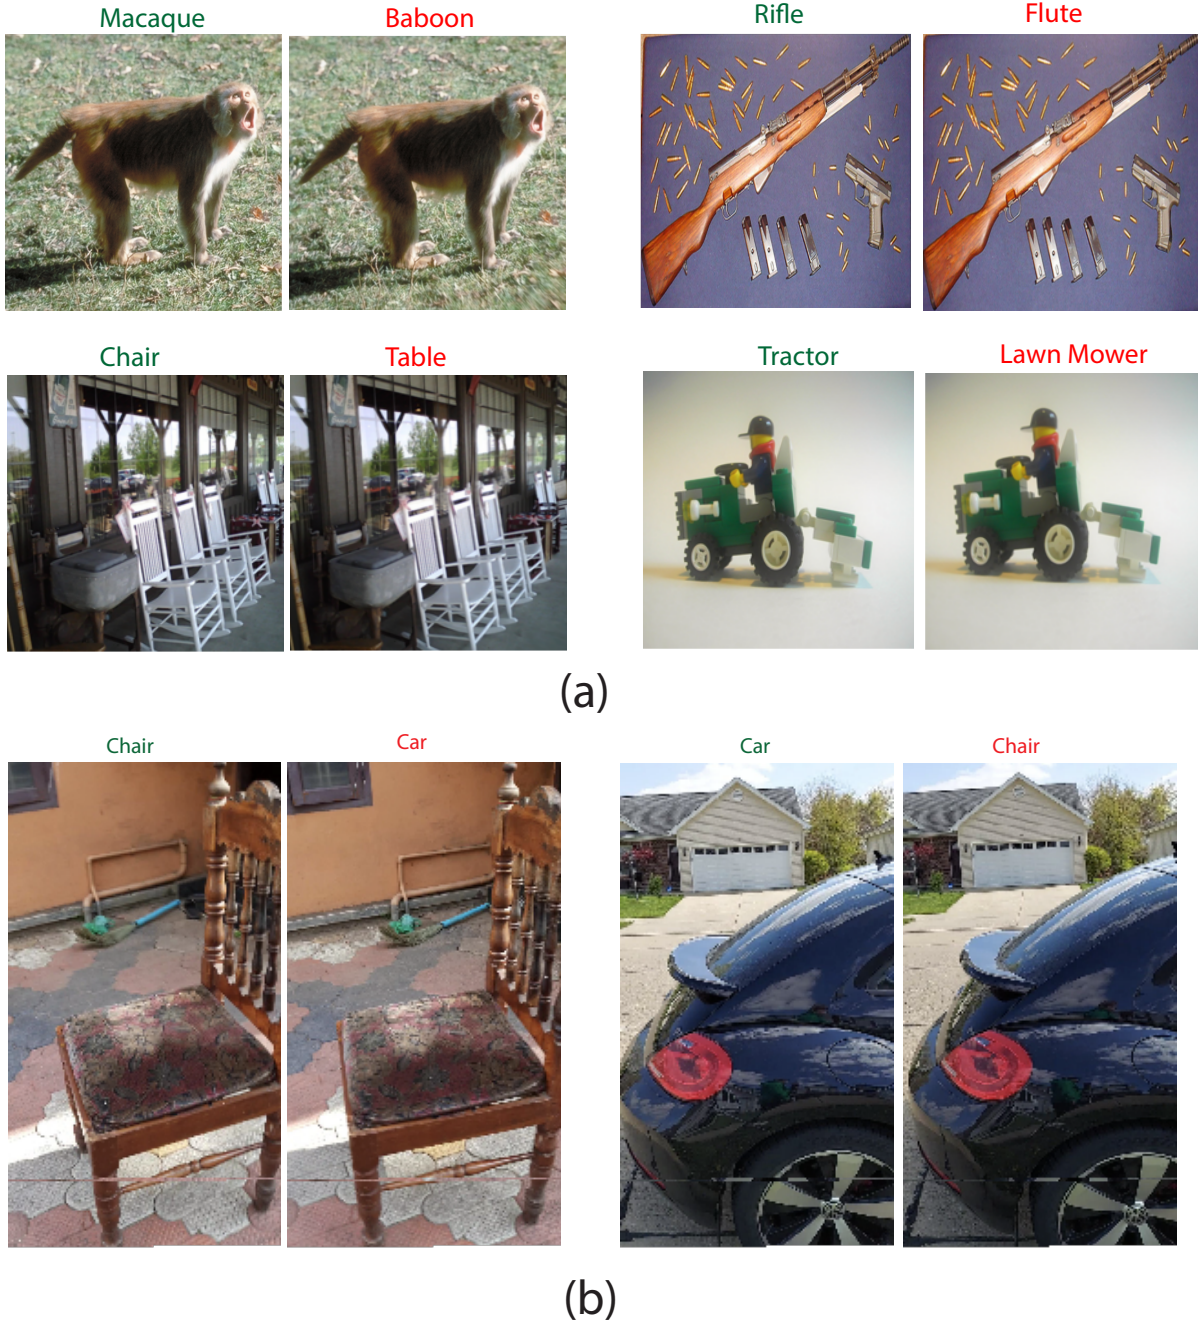 Macaque
Baboon
Rifle
Flute
Chair
Table
Tractor
Lawn Mower
(a)
Chair
Car
Car
Chair
(b)